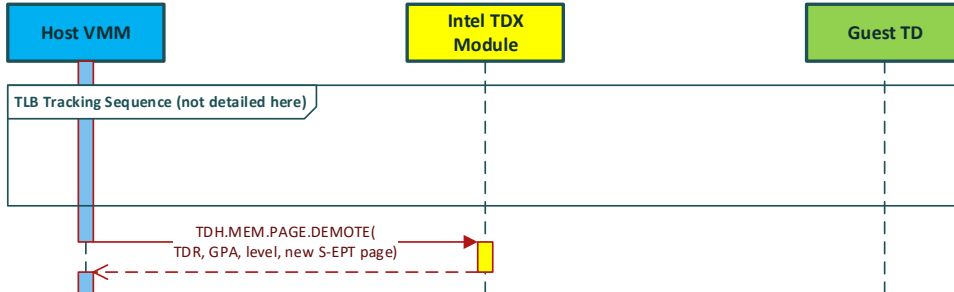 Host VMM
Intel TDX
Module
Guest TD
TLB Tracking Sequence (not detailed here)
TDH.MEM.PAGE.DEMOTE(
TDR, GPA, level, new S-EPT page)